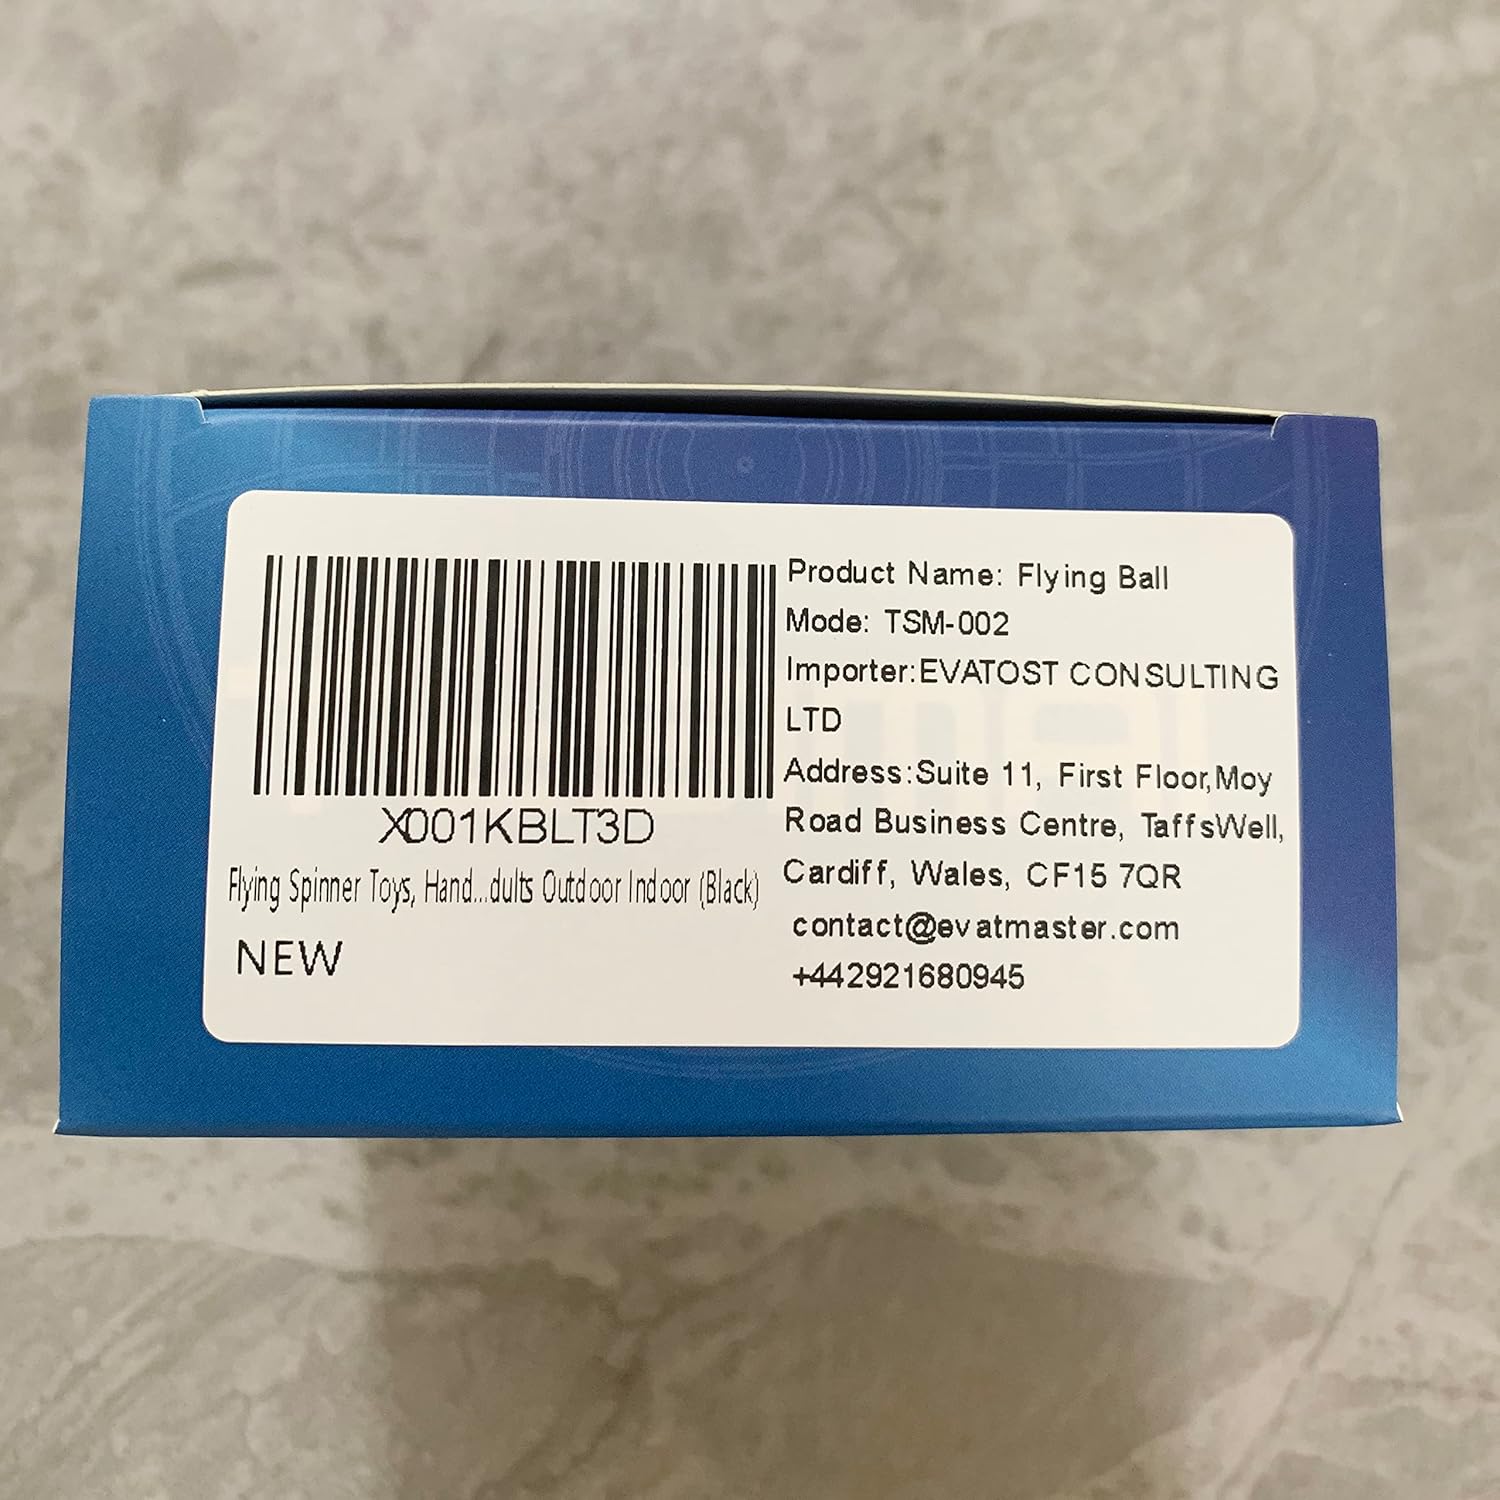 X001KBLT3D
Flying Spinner Toys, Hand...dults Outdoor Indoor (Black)
NEW
Product Name: Flying Ball
Mode: TSM-002
Importer:EVATOST CONSULTING
LTD
Address:Suite 11, First Floor,Moy
Road Business Centre, TaffsWell,
Cardiff, Wales, CF15 7QR
contact@evatmaster.com
+442921680945